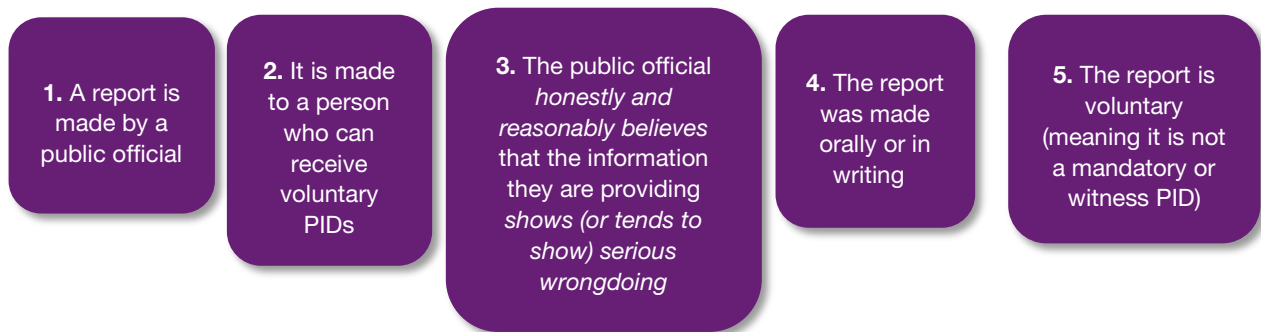 1. A report is
made by a
public official
2. It is made
to a person
who can
receive
voluntary
PIDs
3. The public official
honestly and
reasonably believes
that the information
they are providing
shows (or tends to
show) serious
wrongdoing
4. The report
was made
orally or in
writing
5. The report is
voluntary
(meaning it is not
a mandatory or
witness PID)